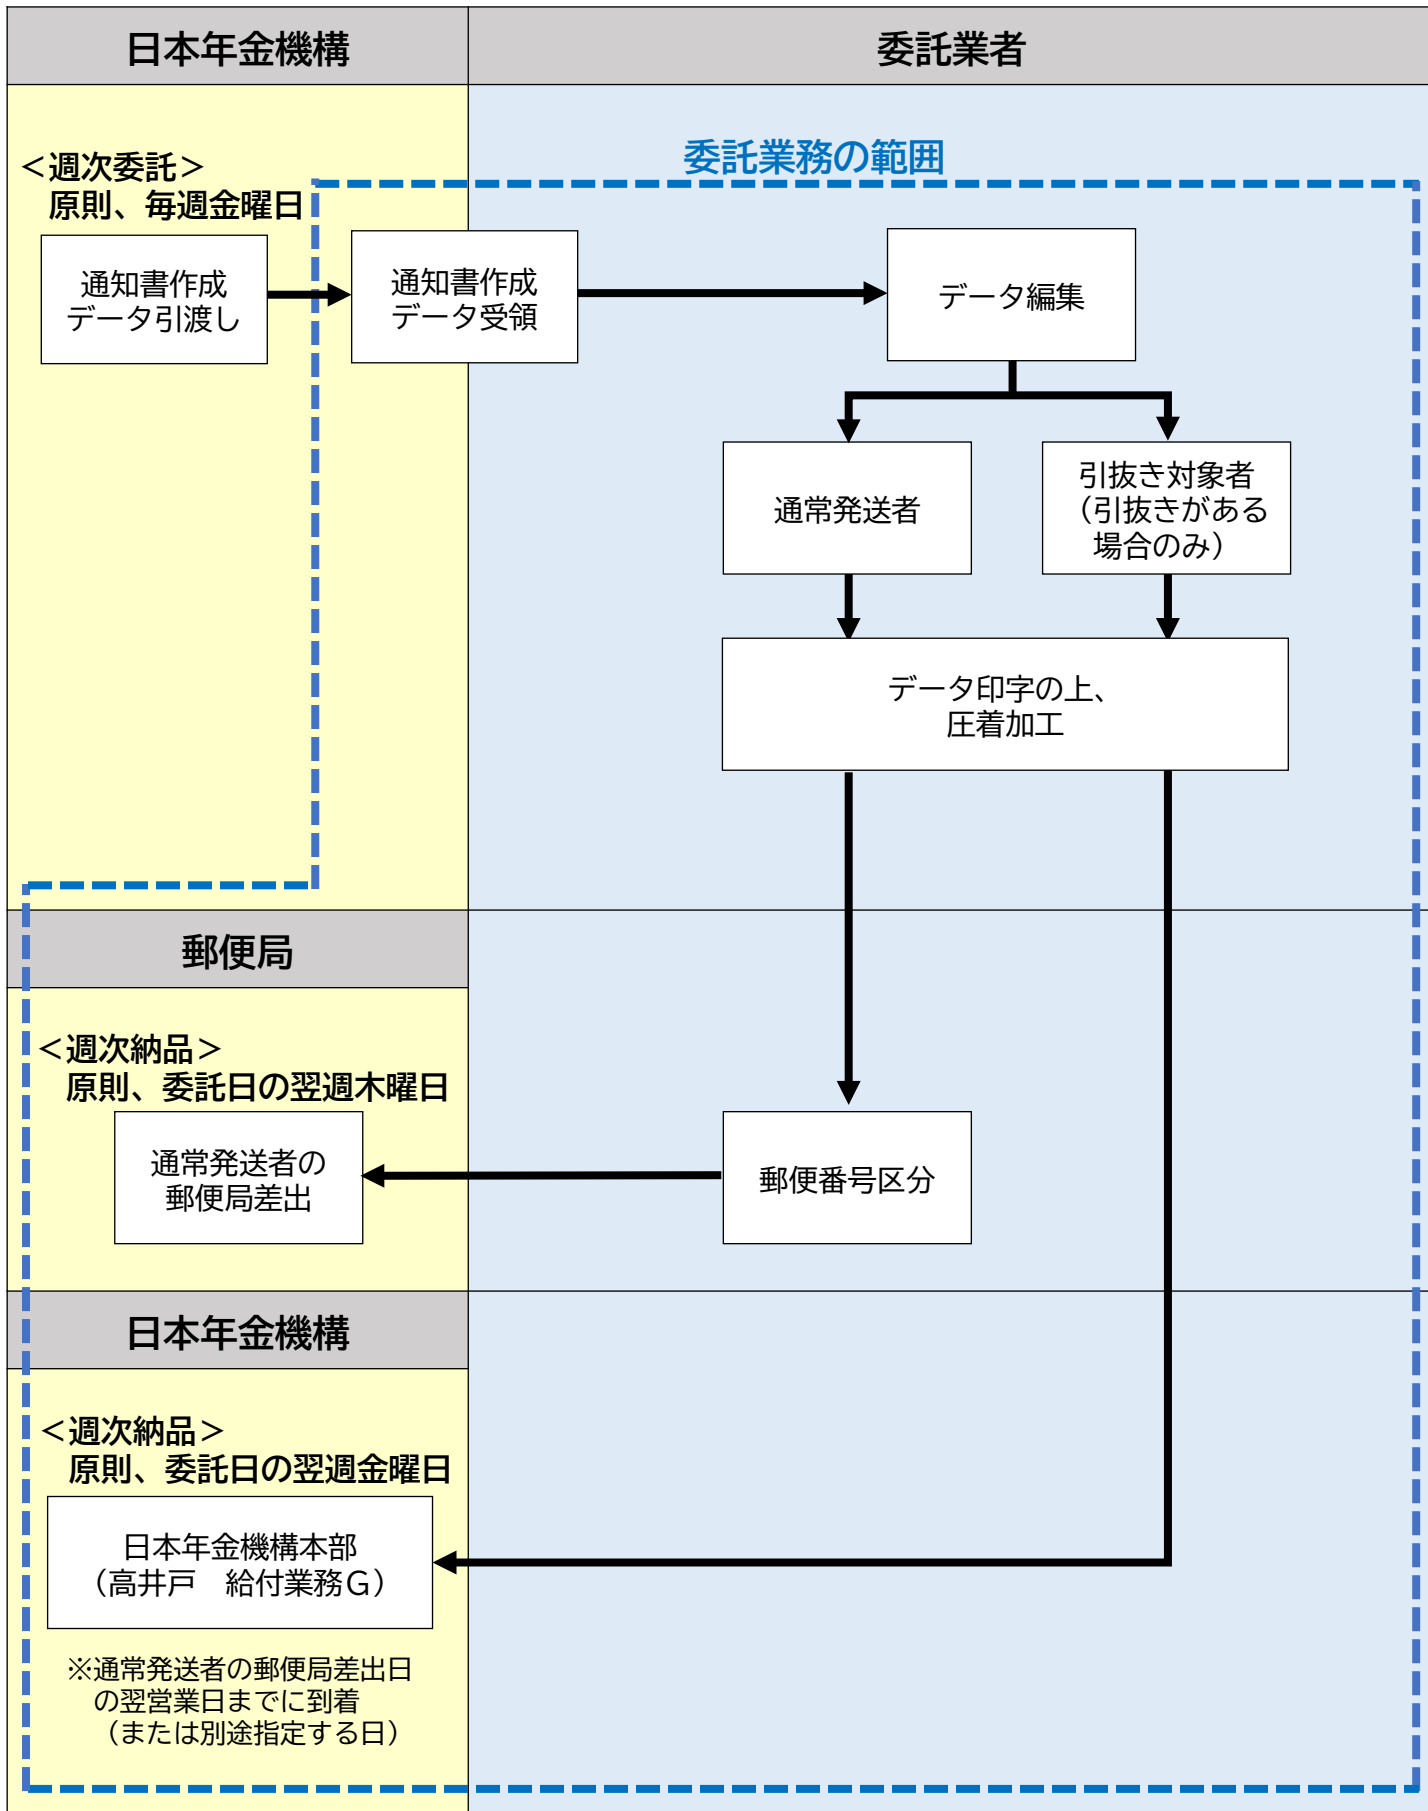 日本年金機構
委託業者
委託業務の範囲
＜週次委託＞
原則、毎週金曜日
通知書作成
データ引渡し
通知書作成
データ受領
データ編集
通常発送者
引抜き対象者
（引抜きがある
場合のみ）
データ印字の上、
圧着加工
郵便局
＜週次納品＞
原則、委託日の翌週木曜日
通常発送者の
郵便局差出
郵便番号区分
日本年金機構
＜週次納品＞
原則、委託日の翌週金曜日
日本年金機構本部
（高井戸　給付業務Ｇ）
※通常発送者の郵便局差出日
の翌営業日までに到着
（または別途指定する日）